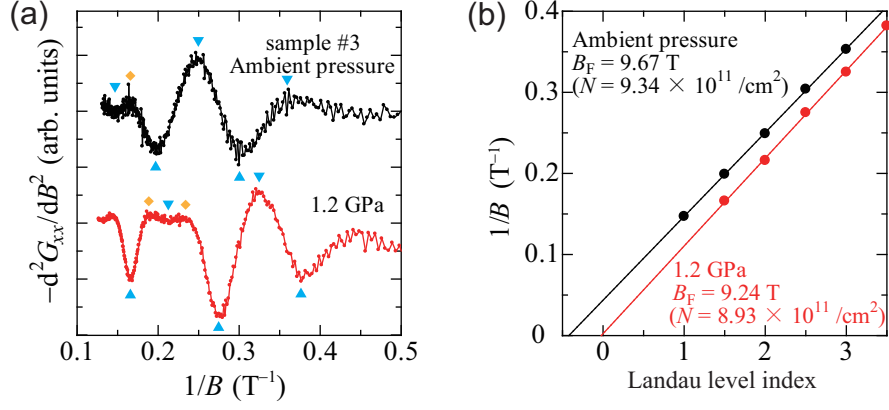 (a)
sample #3
Ambient pressure
1.2 GPa
−d²Gxx/dB² (arb. units)
0.1 0.2 0.3 0.4 0.5
1/B (T⁻¹)
(b)
0.4
0.3
0.2
0.1
0
Ambient pressure
B_F = 9.67 T
(N = 9.34 × 10¹¹ /cm²)
1/B (T⁻¹)
1.2 GPa
B_F = 9.24 T
(N = 8.93 × 10¹¹ /cm²)
0 1 2 3
Landau level index